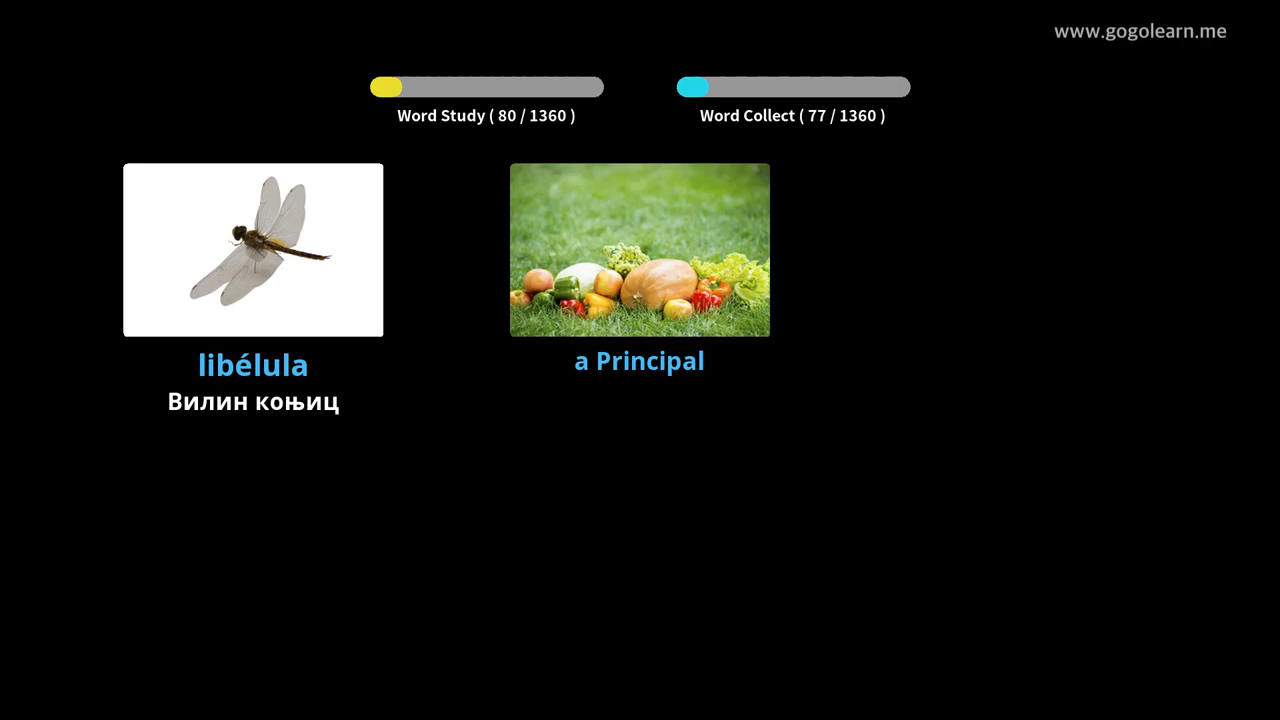 www.gogolearn.me
Word Study ( 80 / 1360 )
Word Collect ( 77 / 1360 )
libélula
Вилин коњиц
a Principal